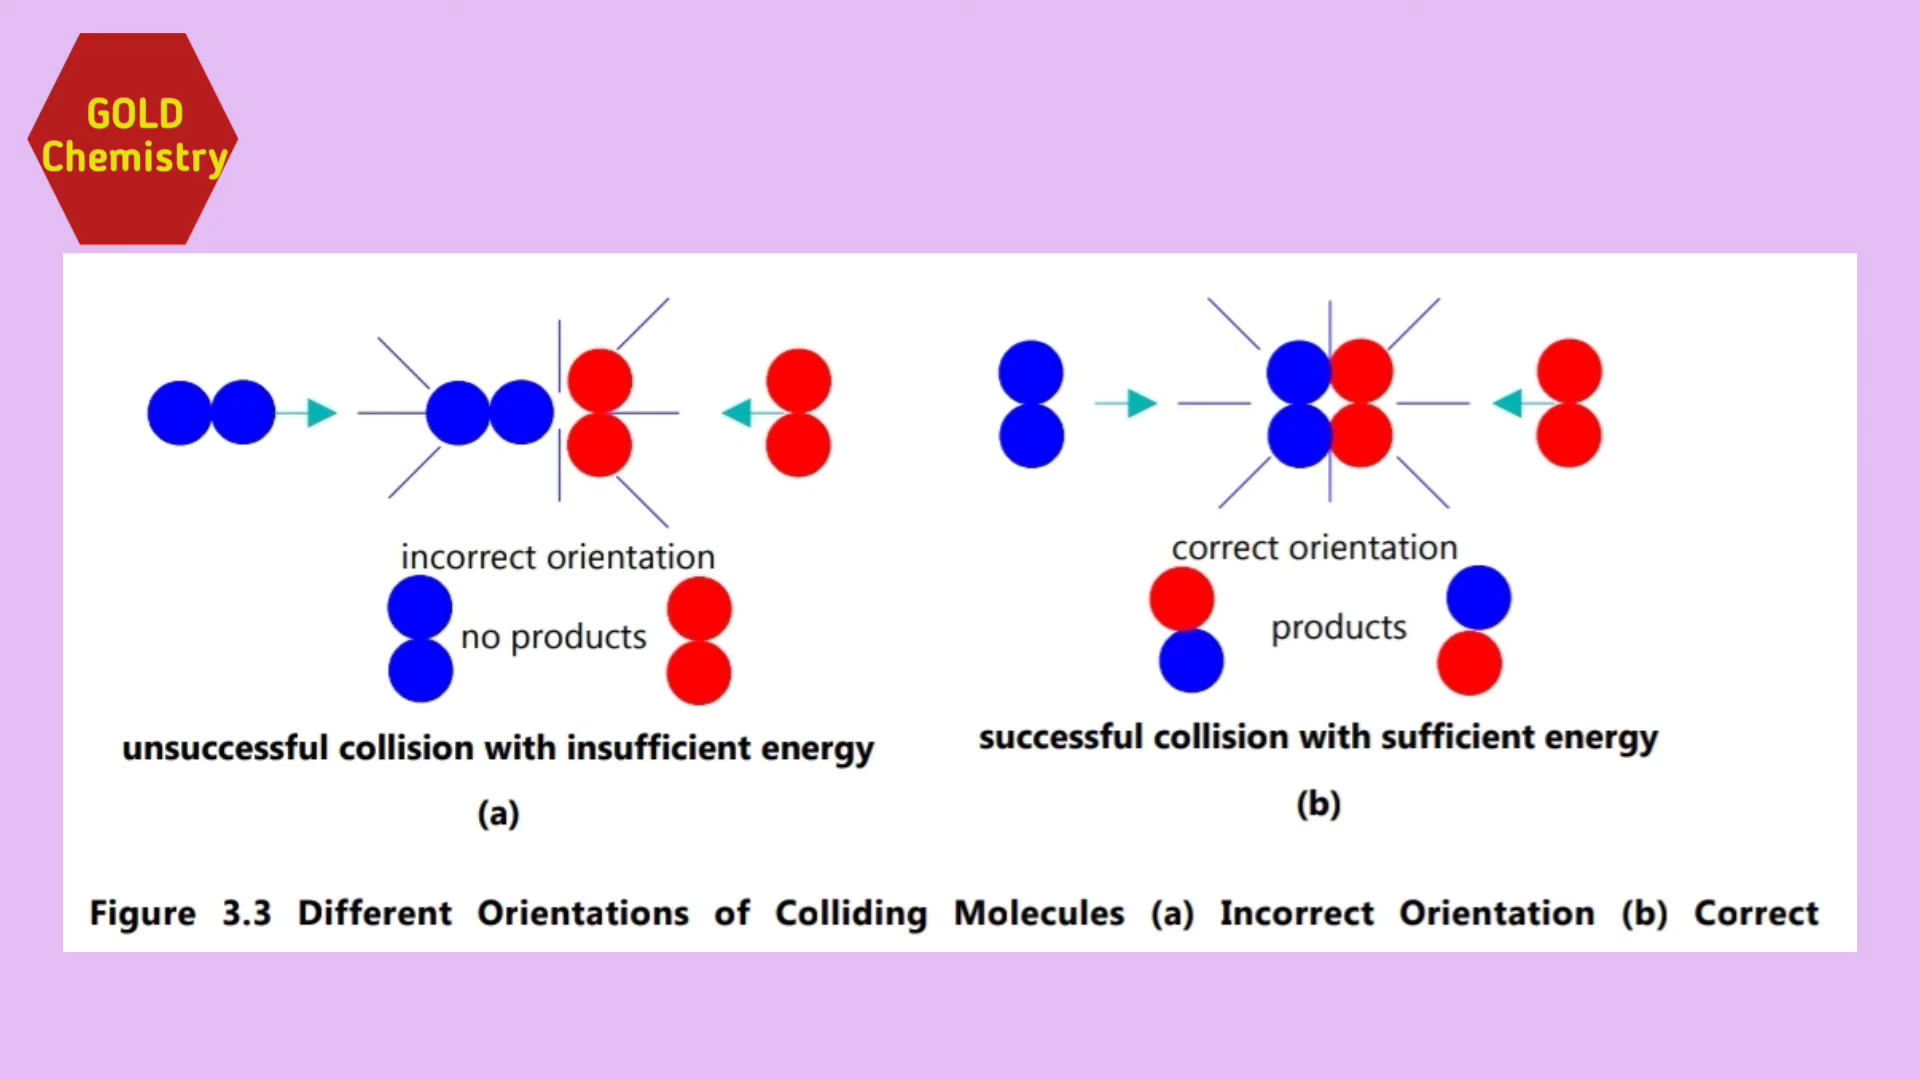 GOLD
Chemistry
incorrect orientation
no products
unsuccessful collision with insufficient energy
(a)
correct orientation
products
successful collision with sufficient energy
(b)
Figure 3.3 Different Orientations of Colliding Molecules (a) Incorrect Orientation (b) Correct